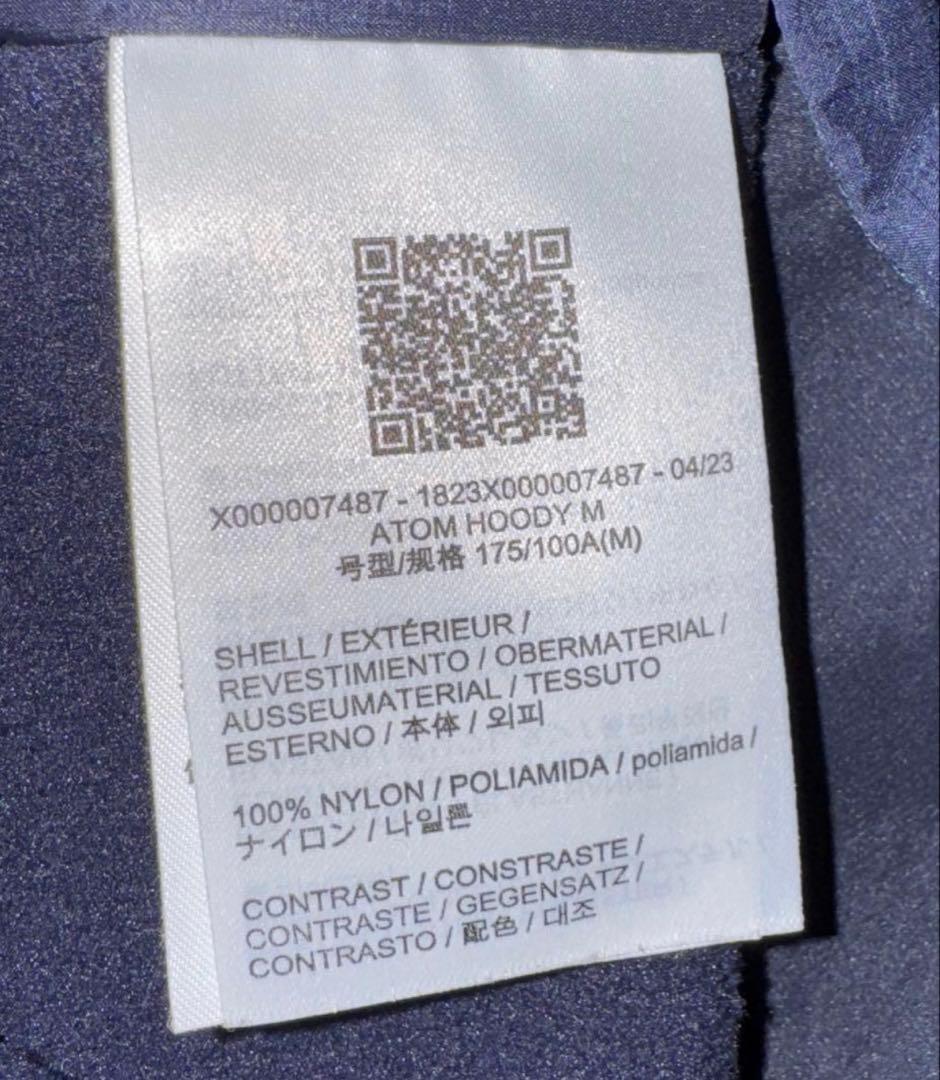 X000007487 - 1823X000007487 - 04/23
ATOM HOODY M
号型/规格 175/100A(M)
SHELL / EXTÉRIEUR /
REVESTIMIENTO / OBERMATERIAL /
AUSSEUMATERIAL / TESSUTO
ESTERNO / 本体 / 외피
100% NYLON / POLIAMIDA / poliamida /
ナイロン / 나일론
CONTRAST / CONSTRASTE /
CONTRASTE / GEGENSATZ /
CONTRASTO / 配色 / 대조